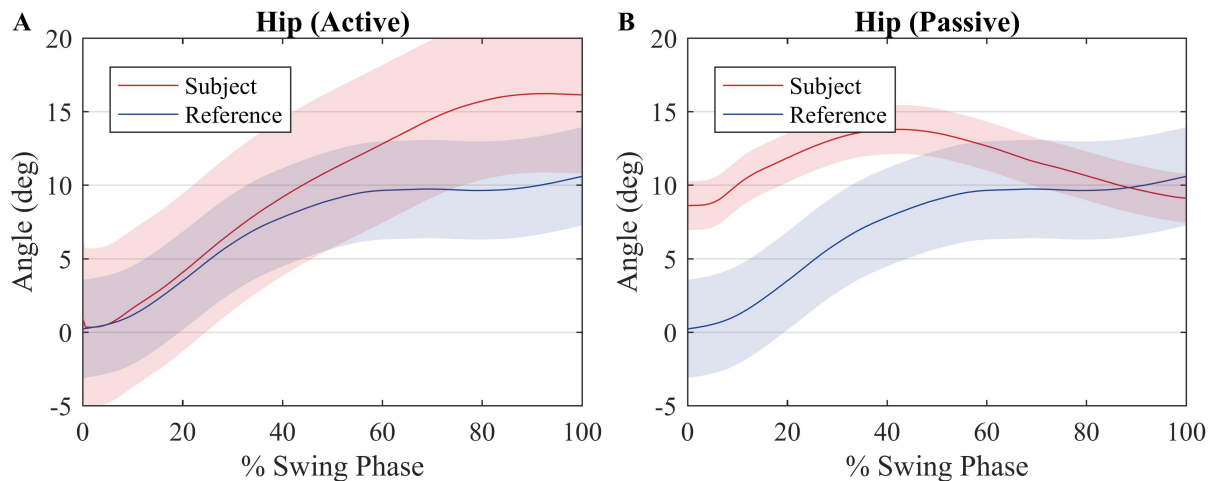 A
Hip (Active)
20
15
10
5
0
-5
Angle (deg)
Subject
Reference
0
20
40
60
80
100
% Swing Phase
B
Hip (Passive)
20
15
10
5
0
-5
Angle (deg)
Subject
Reference
0
20
40
60
80
100
% Swing Phase